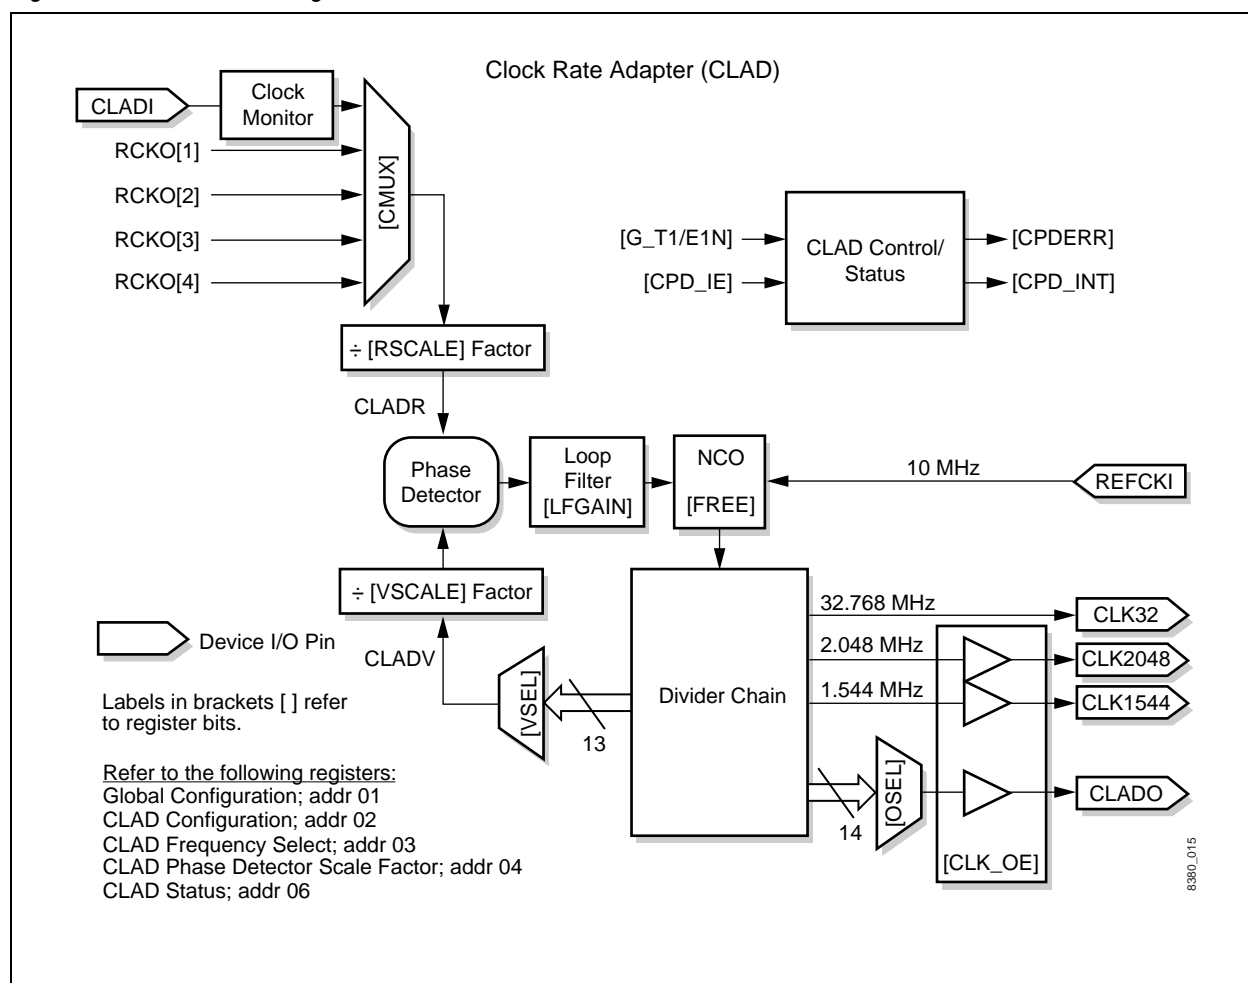 Clock Rate Adapter (CLAD)
CLADI
Clock
Monitor
RCKO[1]
RCKO[2]
RCKO[3]
RCKO[4]
[CMUX]
[G_T1/E1N]
[CPD_IE]
CLAD Control/
Status
[CPDERR]
[CPD_INT]
÷ [RSCALE] Factor
CLADR
Phase
Detector
Loop
Filter
[LFGAIN]
NCO
[FREE]
10 MHz
REFCKI
÷ [VSCALE] Factor
CLADV
[VSEL]
13
Divider Chain
32.768 MHz
CLK32
2.048 MHz
CLK2048
1.544 MHz
CLK1544
14
[OSEL]
CLADO
[CLK_OE]
Device I/O Pin
Labels in brackets [ ] refer
to register bits.
Refer to the following registers:
Global Configuration; addr 01
CLAD Configuration; addr 02
CLAD Frequency Select; addr 03
CLAD Phase Detector Scale Factor; addr 04
CLAD Status; addr 06
8380_015